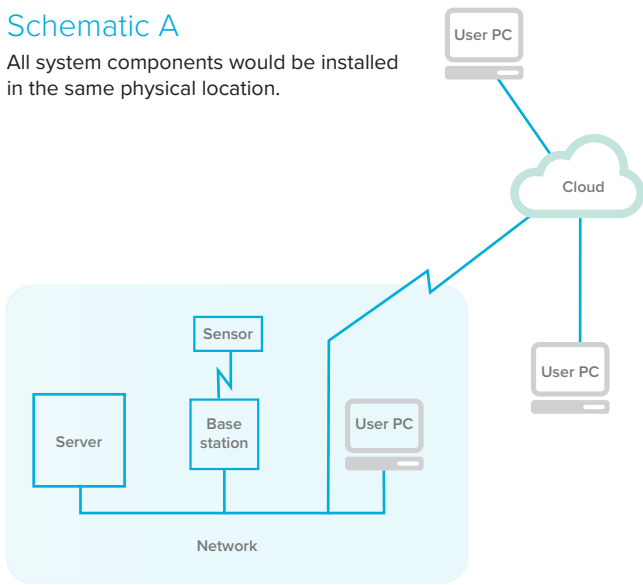 Schematic A
All system components would be installed
in the same physical location.
User PC
Cloud
User PC
Sensor
Server
Base
station
User PC
Network